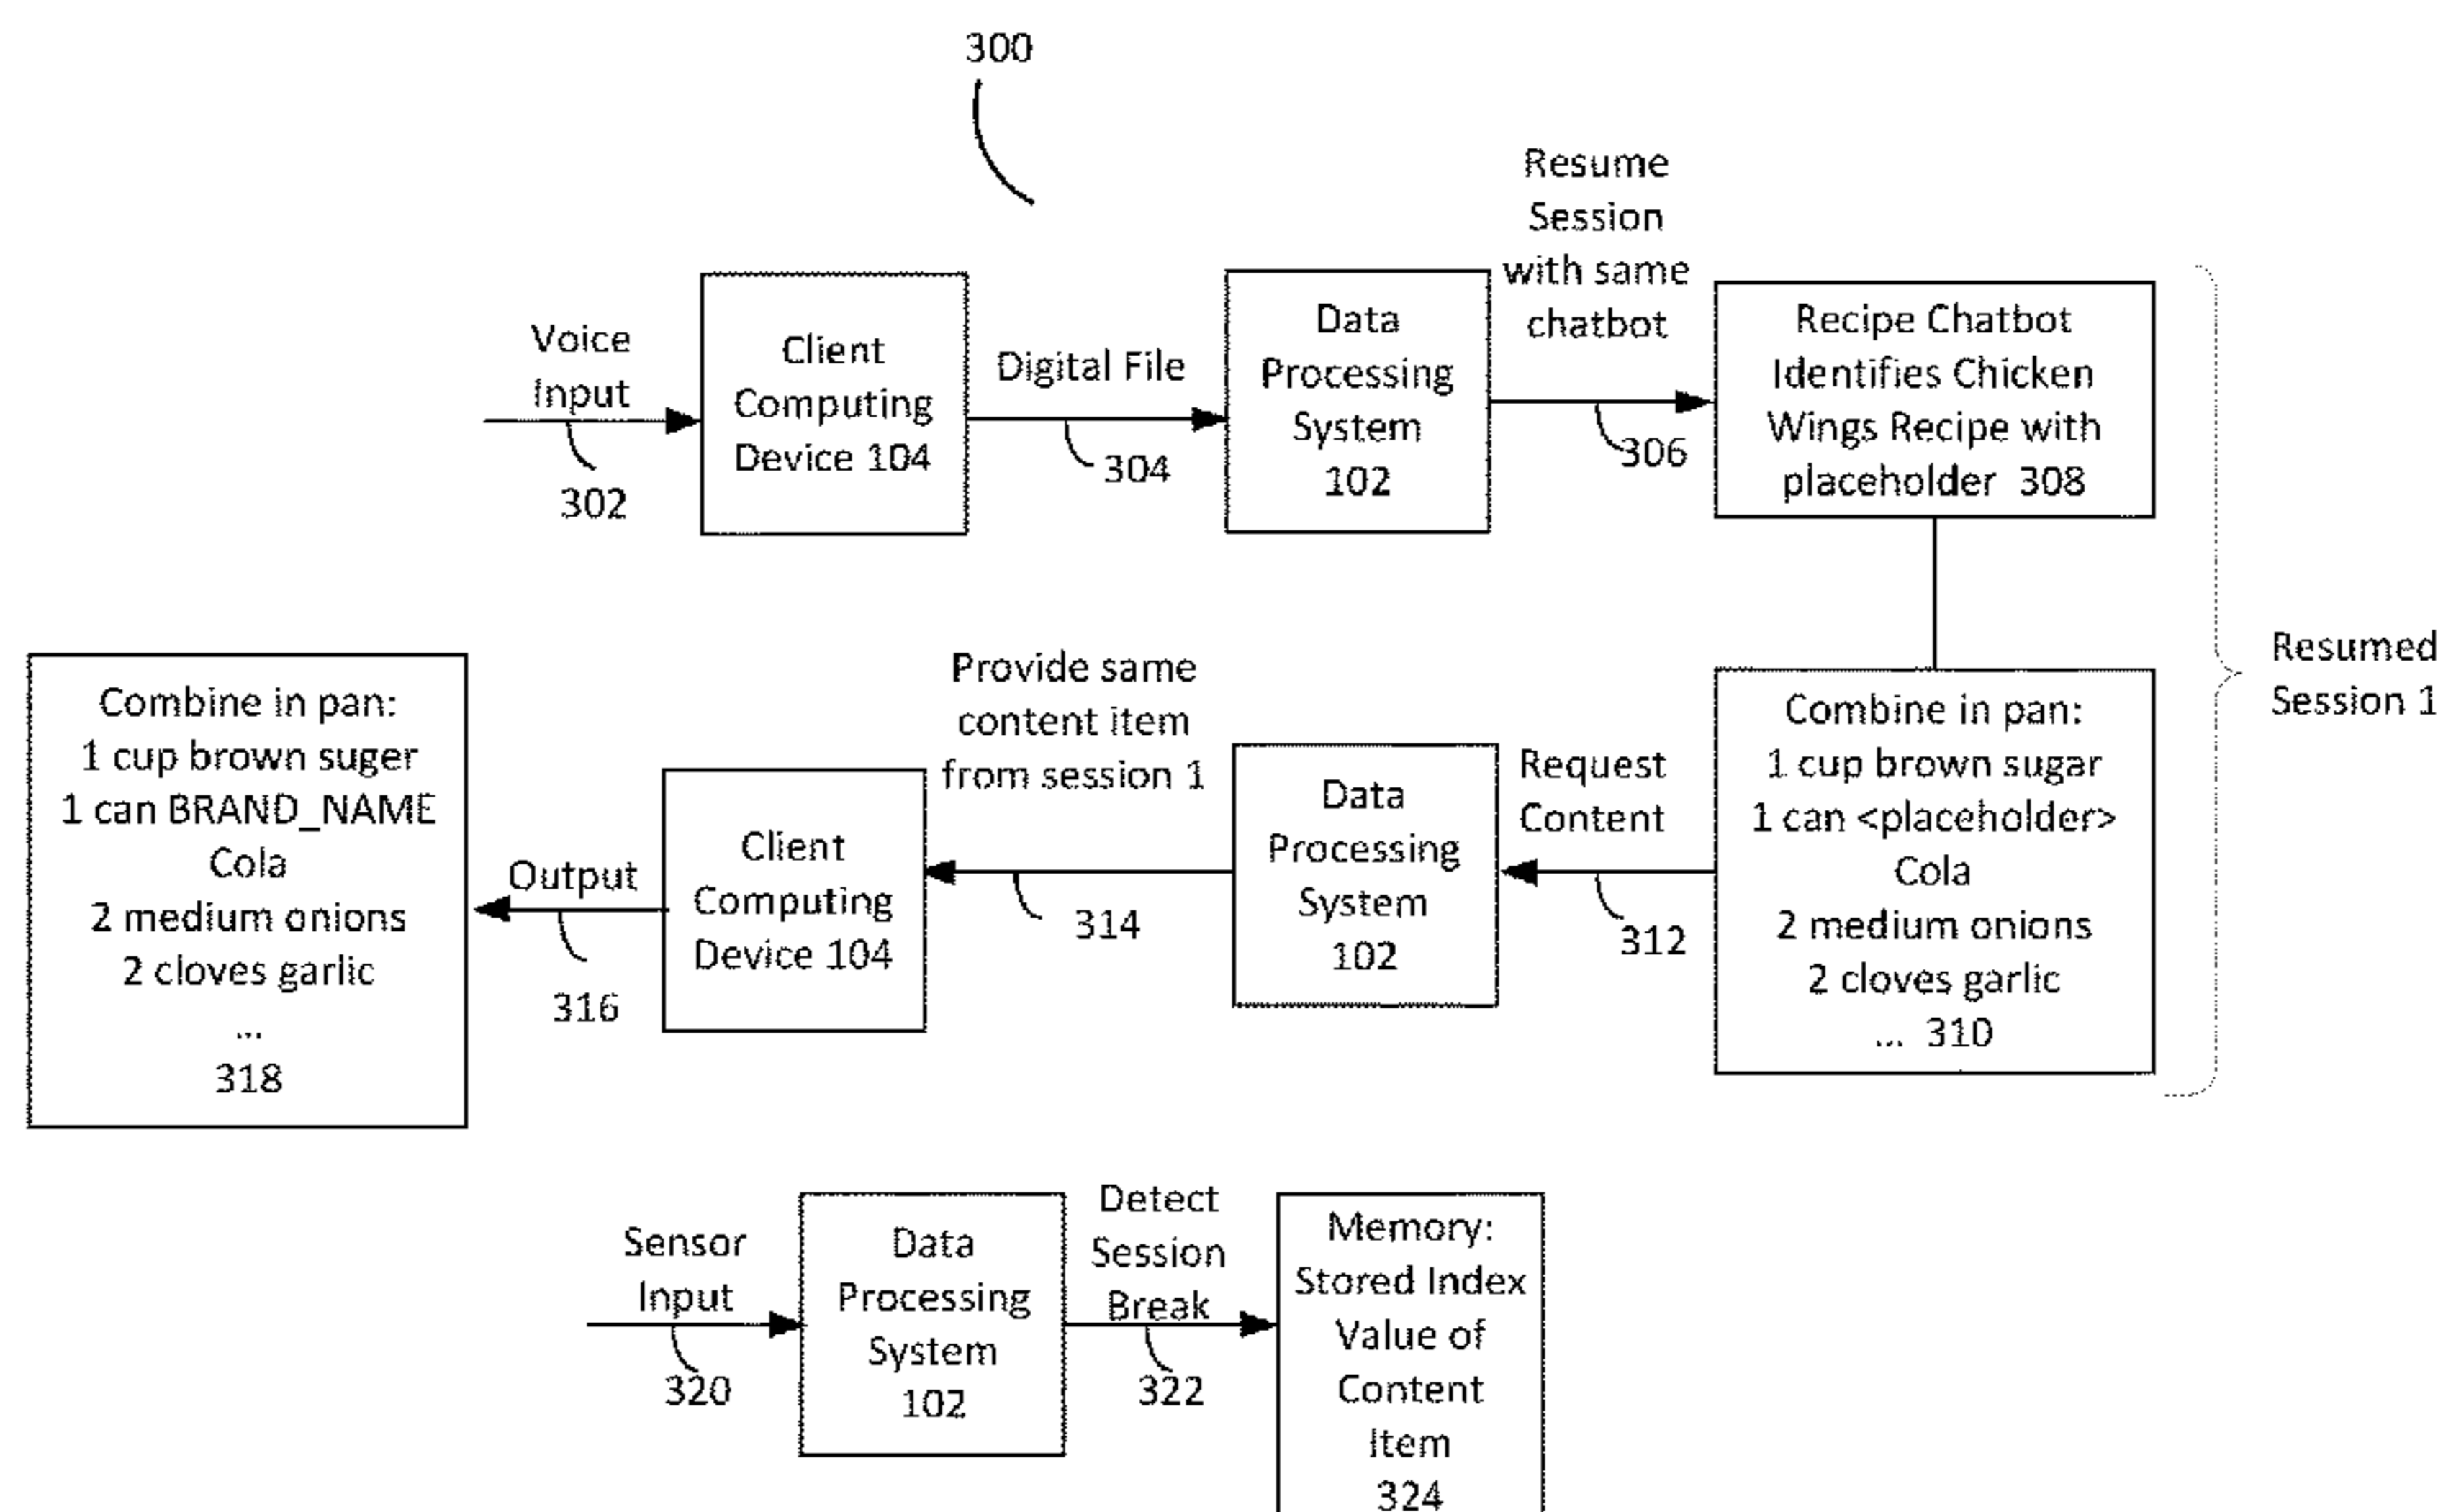 300
Voice
Input
302
Client
Computing
Device 104
Digital File
304
Data
Processing
System
102
Resume
Session
with same
chatbot
306
Recipe Chatbot
Identifies Chicken
Wings Recipe with
placeholder 308
Resumed
Session 1
Combine in pan:
1 cup brown sugar
1 can <placeholder>
Cola
2 medium onions
2 cloves garlic
... 310
Request
Content
312
Data
Processing
System
102
Provide same
content item
from session 1
314
Client
Computing
Device 104
Output
316
Combine in pan:
1 cup brown suger
1 can BRAND_NAME
Cola
2 medium onions
2 cloves garlic
...
318
Sensor
Input
320
Data
Processing
System
102
Detect
Session
Break
322
Memory:
Stored Index
Value of
Content
Item
324